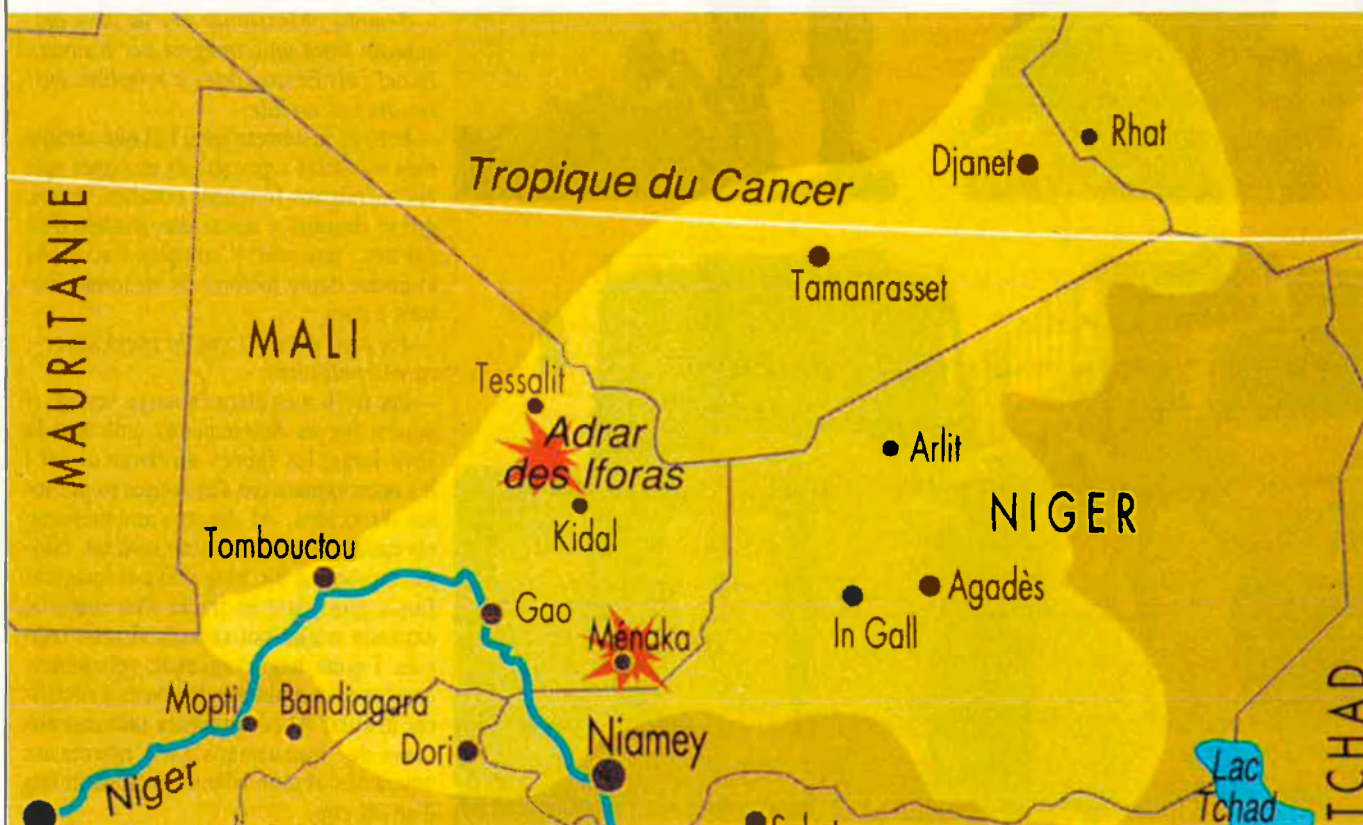 Rhat
Djanet
Tropique du Cancer
Tamanrasset
MAURITANIE
MALI
Tessalit
Adrar
des Iforas
Arlit
Kidal
NIGER
Tombouctou
Agadès
Gao
In Gall
Menaka
Mopti
Bandiagara
Dori
Niamey
Niger
Lac
Tchad
TCHAD